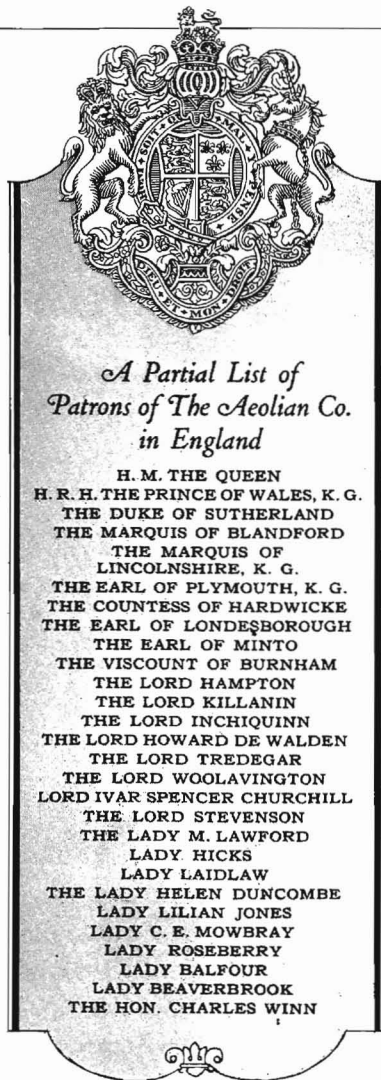 HONI SOIT QUI MAL Y PENSE
DIEU ET MON DROIT
A Partial List of
Patrons of The Aeolian Co.
in England
H. M. THE QUEEN
H. R. H. THE PRINCE OF WALES, K. G.
THE DUKE OF SUTHERLAND
THE MARQUIS OF BLANDFORD
THE MARQUIS OF
LINCOLNSHIRE, K. G.
THE EARL OF PLYMOUTH, K. G.
THE COUNTESS OF HARDWICKE
THE EARL OF LONDESBOROUGH
THE EARL OF MINTO
THE VISCOUNT OF BURNHAM
THE LORD HAMPTON
THE LORD KILLANIN
THE LORD INCHIQUINN
THE LORD HOWARD DE WALDEN
THE LORD TREDEGAR
THE LORD WOOLAVINGTON
LORD IVAR SPENCER CHURCHILL
THE LORD STEVENSON
THE LADY M. LAWFORD
LADY HICKS
LADY LAIDLAW
THE LADY HELEN DUNCOMBE
LADY LILIAN JONES
LADY C. E. MOWBRAY
LADY ROSEBERRY
LADY BALFOUR
LADY BEAVERBROOK
THE HON. CHARLES WINN